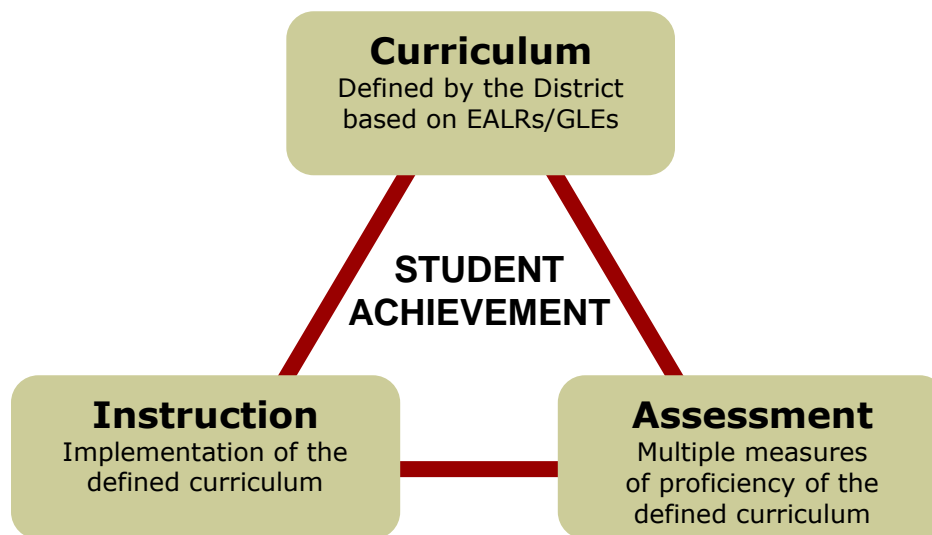 Curriculum
Defined by the District
based on EALRs/GLEs
STUDENT
ACHIEVEMENT
Instruction
Implementation of the
defined curriculum
Assessment
Multiple measures
of proficiency of the
defined curriculum